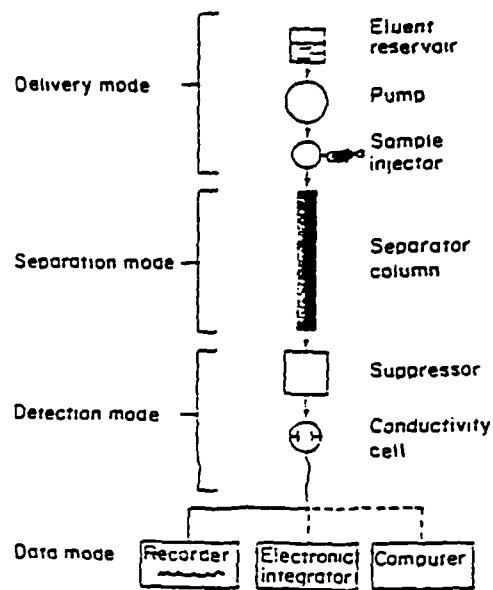 Eluent
reservoir
Delivery mode
Pump
Sample
injector
Separation mode
Separator
column
Suppressor
Detection mode
Conductivity
cell
Data mode
Recorder
Electronic
integrator
Computer